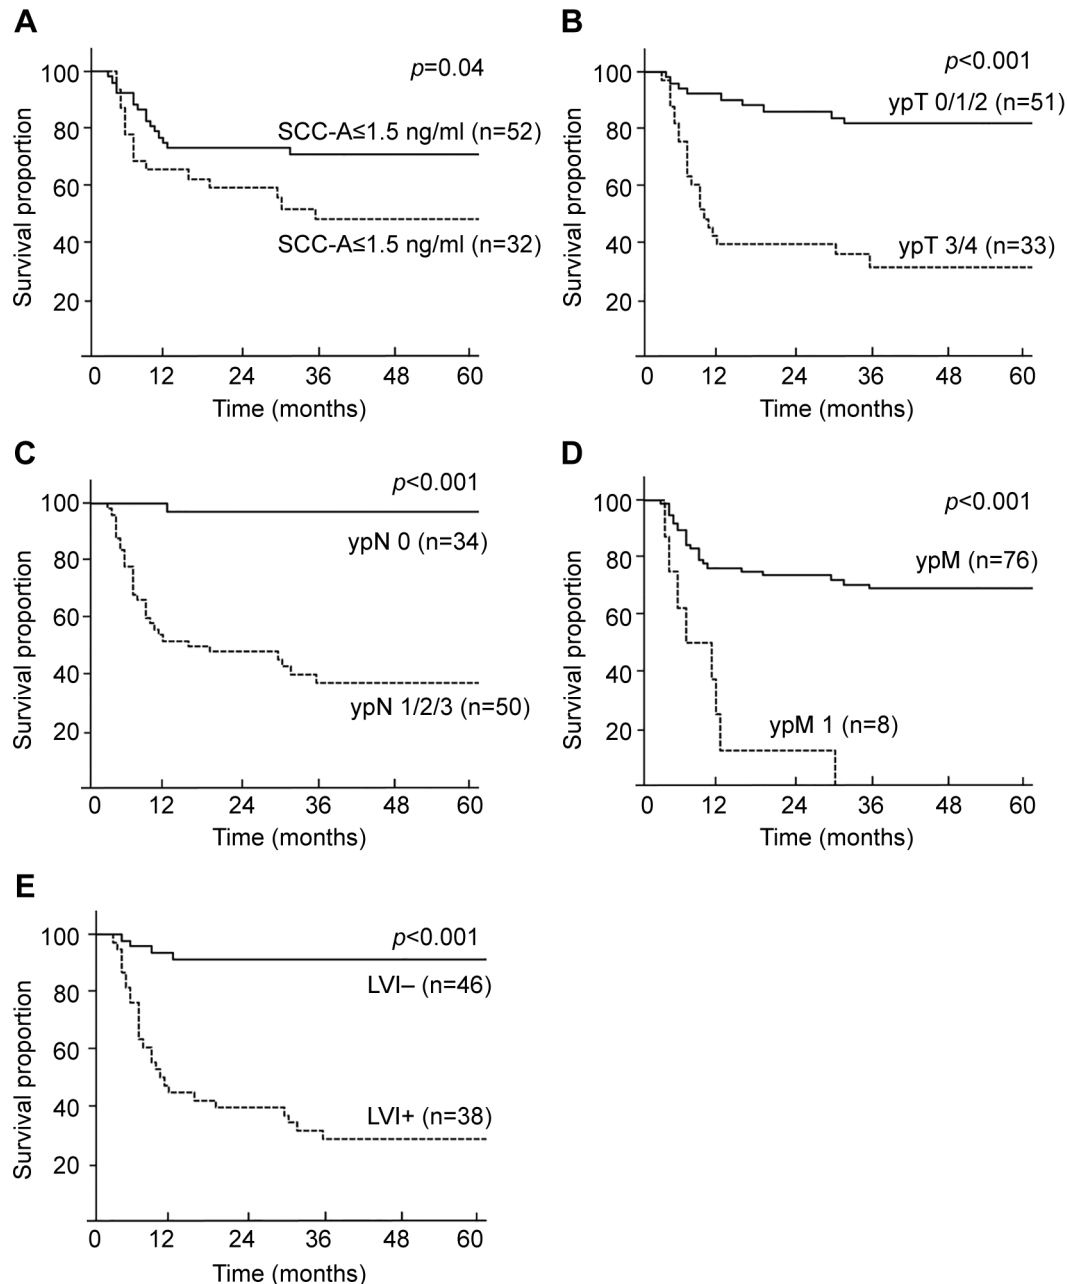 A
Survival proportion
100
80
60
40
20
p=0.04
SCC-A≤1.5 ng/ml (n=52)
SCC-A≤1.5 ng/ml (n=32)
0 12 24 36 48 60
Time (months)
B
Survival proportion
100
80
60
40
20
p<0.001
ypT 0/1/2 (n=51)
ypT 3/4 (n=33)
0 12 24 36 48 60
Time (months)
C
Survival proportion
100
80
60
40
20
p<0.001
ypN 0 (n=34)
ypN 1/2/3 (n=50)
0 12 24 36 48 60
Time (months)
D
Survival proportion
100
80
60
40
20
p<0.001
ypM (n=76)
ypM 1 (n=8)
0 12 24 36 48 60
Time (months)
E
Survival proportion
100
80
60
40
20
p<0.001
LVI– (n=46)
LVI+ (n=38)
0 12 24 36 48 60
Time (months)